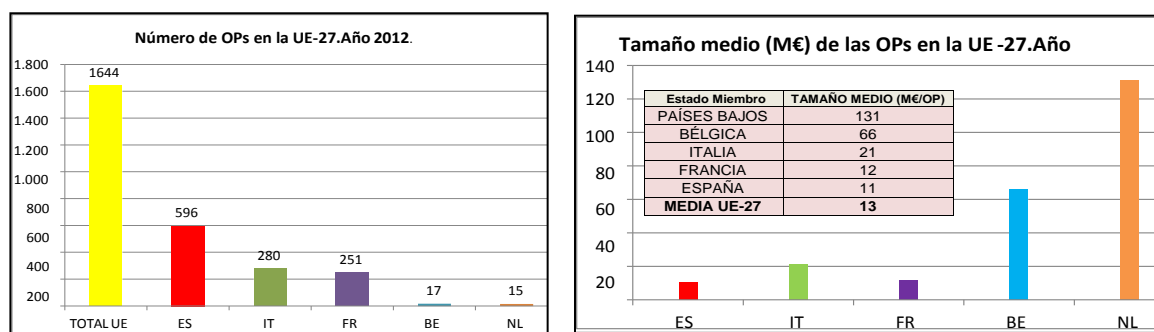 Número de OPs en la UE-27.Año 2012.
1.800
1.600
1.400
1.200
1.000
800
600
400
200
1644
596
280
251
17
15
TOTAL UE ES IT FR BE NL
Tamaño medio (M€) de las OPs en la UE -27.Año
140
120
100
80
60
40
20
Estado Miembro TAMAÑO MEDIO (M€/OP)
PAÍSES BAJOS 131
BÉLGICA 66
ITALIA 21
FRANCIA 12
ESPAÑA 11
MEDIA UE-27 13
ES IT FR BE NL